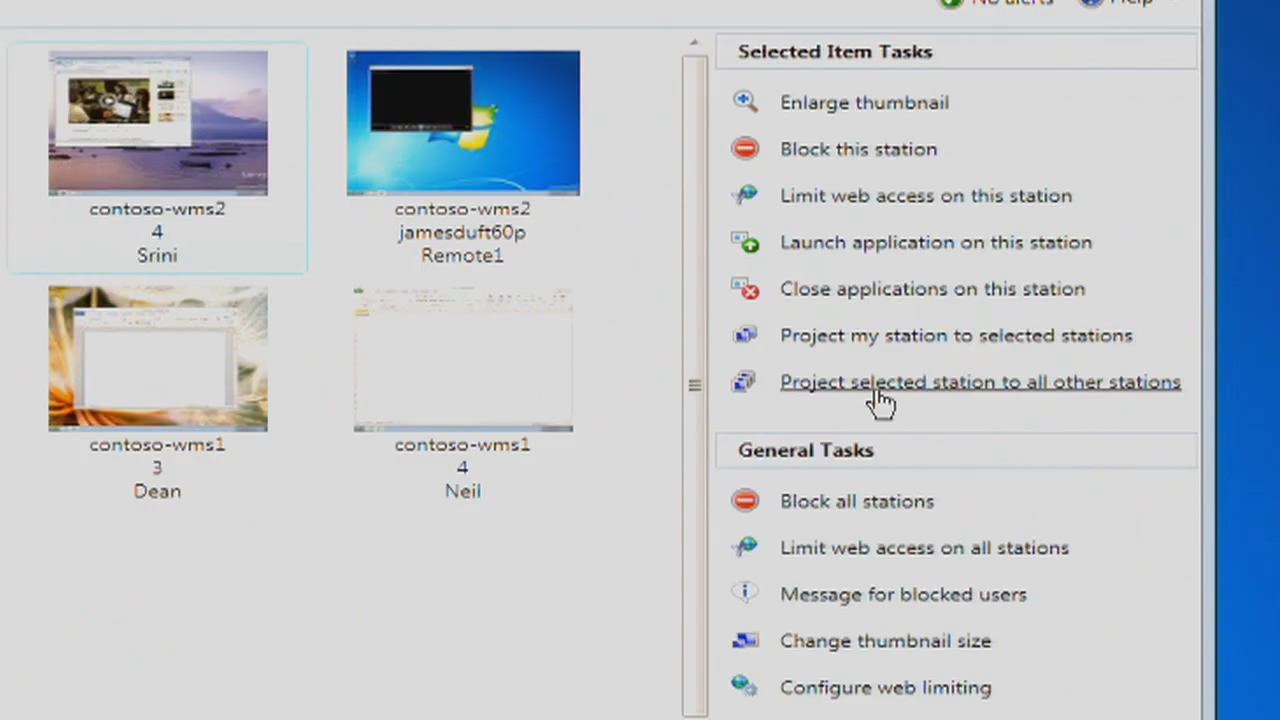 No alerts
Help
contoso-wms2
4
Srini
contoso-wms2
jamesduft60p
Remote1
contoso-wms1
3
Dean
contoso-wms1
4
Neil
Selected Item Tasks
Enlarge thumbnail
Block this station
Limit web access on this station
Launch application on this station
Close applications on this station
Project my station to selected stations
Project selected station to all other stations
General Tasks
Block all stations
Limit web access on all stations
Message for blocked users
Change thumbnail size
Configure web limiting